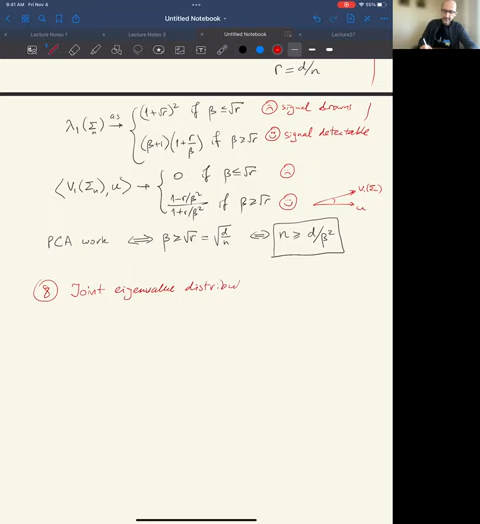 9:41 AM Fri Nov 4
55%
Untitled Notebook
Lecture Notes 1
Lecture Notes 3
Untitled Notebook
Lecture27
r = d/n
λ₁(Σₙ) →a.s. { (1+√r)² if β ≤ √r ☹ signal drowns
(β+1)(1+r/β) if β ≥ √r 🙂 signal detectable
⟨V₁(Σₙ), u⟩ → { 0 if β ≤ √r ☹
(1−r/β²)/(1+r/β²) if β ≥ √r 🙂 V₁(Σₙ) u
PCA work ⟺ β ≥ √r = √(d/n) ⟺ n ≥ d/β²
8 Joint eigenvalue distribu